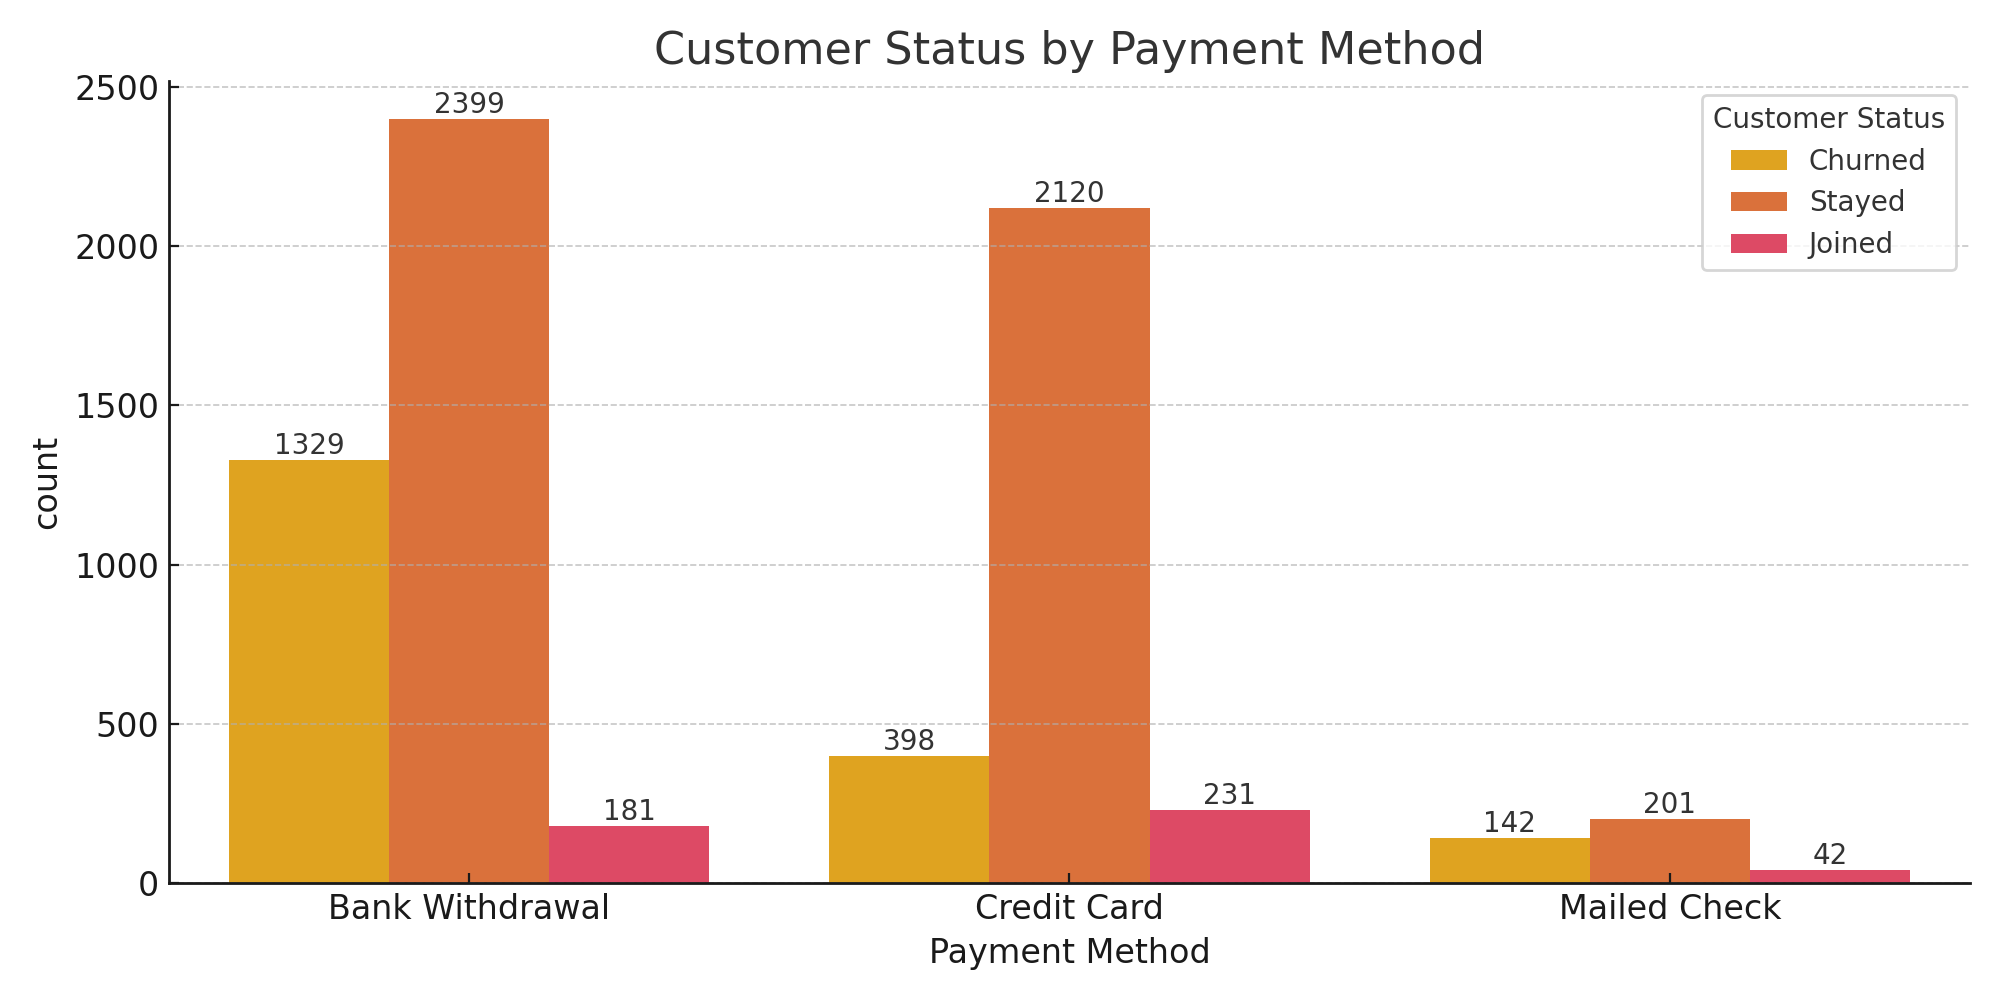 Customer Status by Payment Method
2500
2000
1500
1000
500
0
count
2399
1329
181
2120
398
231
142
201
42
Customer Status
Churned
Stayed
Joined
Bank Withdrawal
Credit Card
Mailed Check
Payment Method